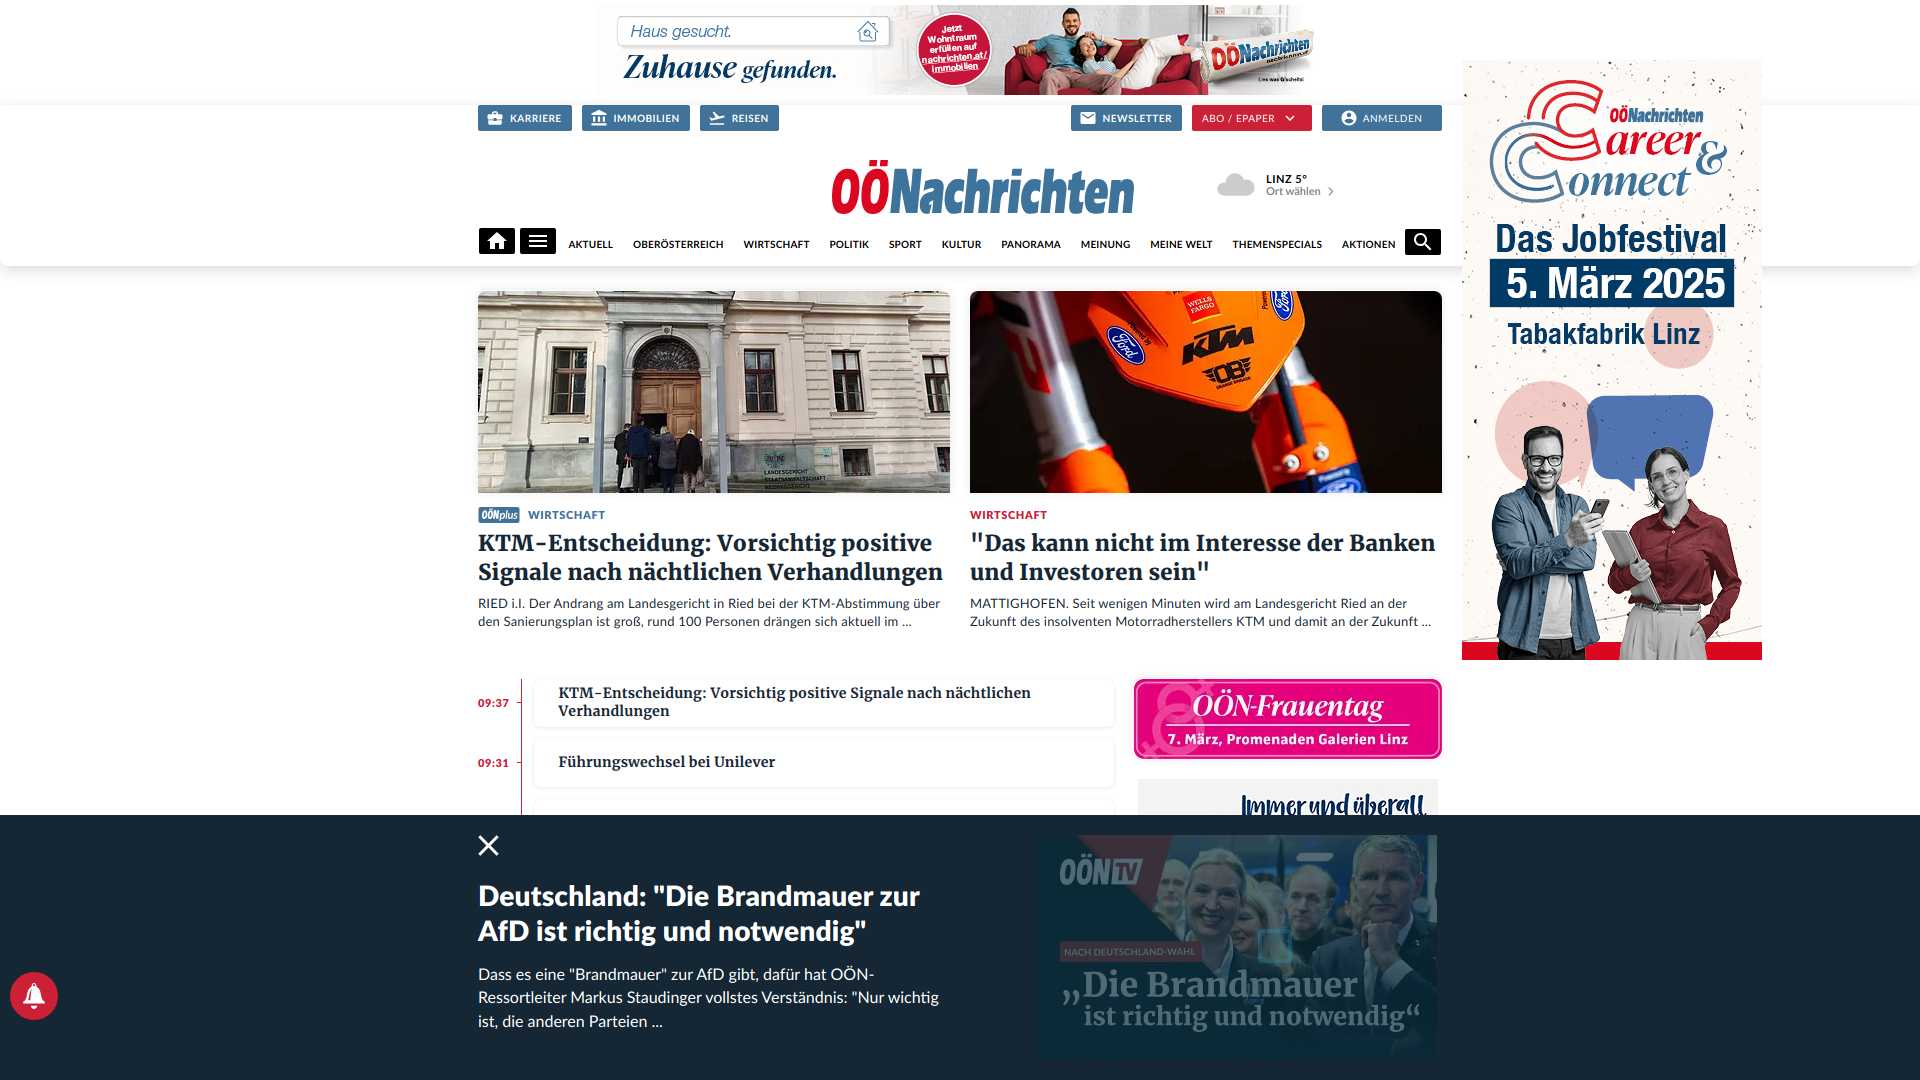 Haus gesucht.
Zuhause gefunden.
Jetzt
Wohntraum
erfüllen auf
nachrichten.at/
immobilien
OÖNachrichten
KARRIERE
IMMOBILIEN
REISEN
NEWSLETTER
ABO / EPAPER
ANMELDEN
OÖNachrichten
LINZ 5°
Ort wählen
AKTUELL
OBERÖSTERREICH
WIRTSCHAFT
POLITIK
SPORT
KULTUR
PANORAMA
MEINUNG
MEINE WELT
THEMENSPECIALS
AKTIONEN
OÖNachrichten
Career &
Connect
Das Jobfestival
5. März 2025
Tabakfabrik Linz
LANDESGERICHT
STAATSANWALTSCHAFT
WELLS
FARGO
Ford
Ford
KTM
OB
OÖNplus WIRTSCHAFT
KTM-Entscheidung: Vorsichtig positive
Signale nach nächtlichen Verhandlungen
RIED i.I. Der Andrang am Landesgericht in Ried bei der KTM-Abstimmung über
den Sanierungsplan ist groß, rund 100 Personen drängen sich aktuell im ...
WIRTSCHAFT
"Das kann nicht im Interesse der Banken
und Investoren sein"
MATTIGHOFEN. Seit wenigen Minuten wird am Landesgericht Ried an der
Zukunft des insolventen Motorradherstellers KTM und damit an der Zukunft ...
09:37
KTM-Entscheidung: Vorsichtig positive Signale nach nächtlichen
Verhandlungen
09:31
Führungswechsel bei Unilever
OÖN-Frauentag
7. März, Promenaden Galerien Linz
Immer und überall
Deutschland: "Die Brandmauer zur
AfD ist richtig und notwendig"
Dass es eine "Brandmauer" zur AfD gibt, dafür hat OÖN-
Ressortleiter Markus Staudinger vollstes Verständnis: "Nur wichtig
ist, die anderen Parteien ...
OÖN TV
NACH DEUTSCHLAND-WAHL
„Die Brandmauer
ist richtig und notwendig“